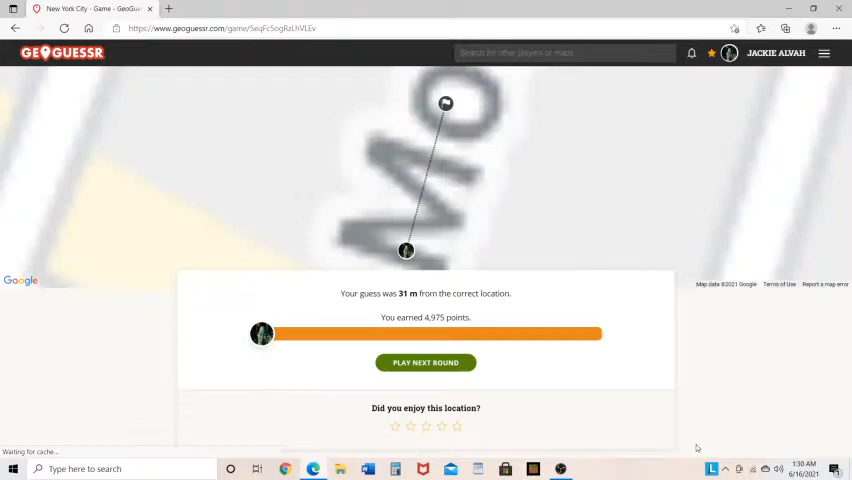 New York City - Game - GeoGues
https://www.geoguessr.com/game/5eqFc5ogRzLhVLEv
GEOGUESSR
Search for other players or maps
JACKIE ALVAH
MO
Google
Map data ©2021 Google
Terms of Use
Report a map error
Your guess was 31 m from the correct location.
You earned 4,975 points.
PLAY NEXT ROUND
Did you enjoy this location?
Waiting for cache...
Type here to search
1:30 AM
6/16/2021